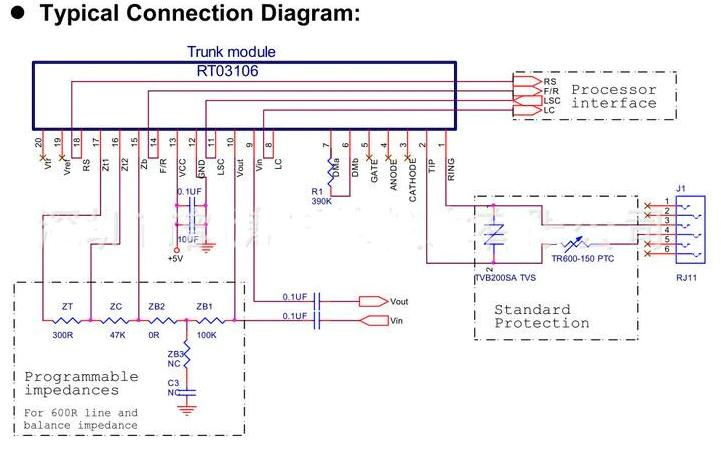 ● Typical Connection Diagram:
Trunk module
RT03106
RS
F/R
LSC
LC
Processor
interface
20 19 18 17 16 15 14 13 12 11 10 9 8 7 6 5 4 3 2 1
Vtr Vref RS Zt1 Zt2 Zb F/R VCC GND LSC Vout Vin LC DMa DMb GATE ANODE CATHODE TIP RING
0.1UF
10UF
+5V
R1
390K
J1
1
2
3
4
5
6
RJ11
TR600-150 PTC
1
2
TVB200SA TVS
Standard
Protection
0.1UF
Vout
0.1UF
Vin
ZT ZC ZB2 ZB1
300R 47K 0R 100K
ZB3
NC
C3
NC
Programmable
impedances
For 600R line and
balance impedance